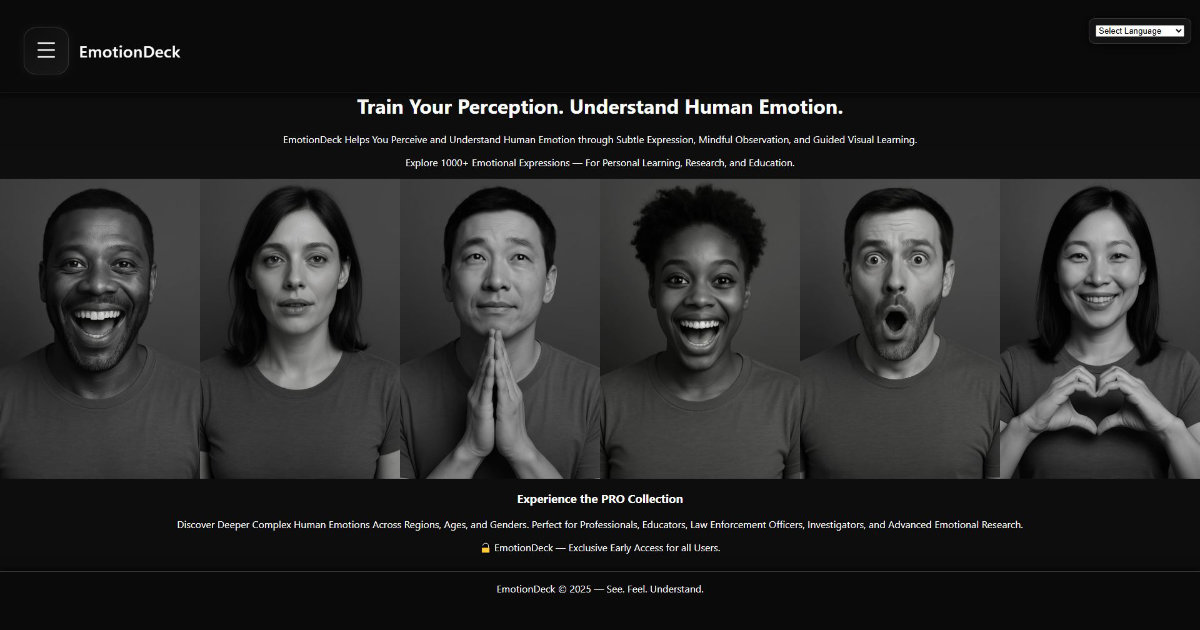 EmotionDeck
Select Language
Train Your Perception. Understand Human Emotion.
EmotionDeck Helps You Perceive and Understand Human Emotion through Subtle Expression, Mindful Observation, and Guided Visual Learning.
Explore 1000+ Emotional Expressions — For Personal Learning, Research, and Education.
Experience the PRO Collection
Discover Deeper Complex Human Emotions Across Regions, Ages, and Genders. Perfect for Professionals, Educators, Law Enforcement Officers, Investigators, and Advanced Emotional Research.
🔓 EmotionDeck — Exclusive Early Access for all Users.
EmotionDeck © 2025 — See. Feel. Understand.